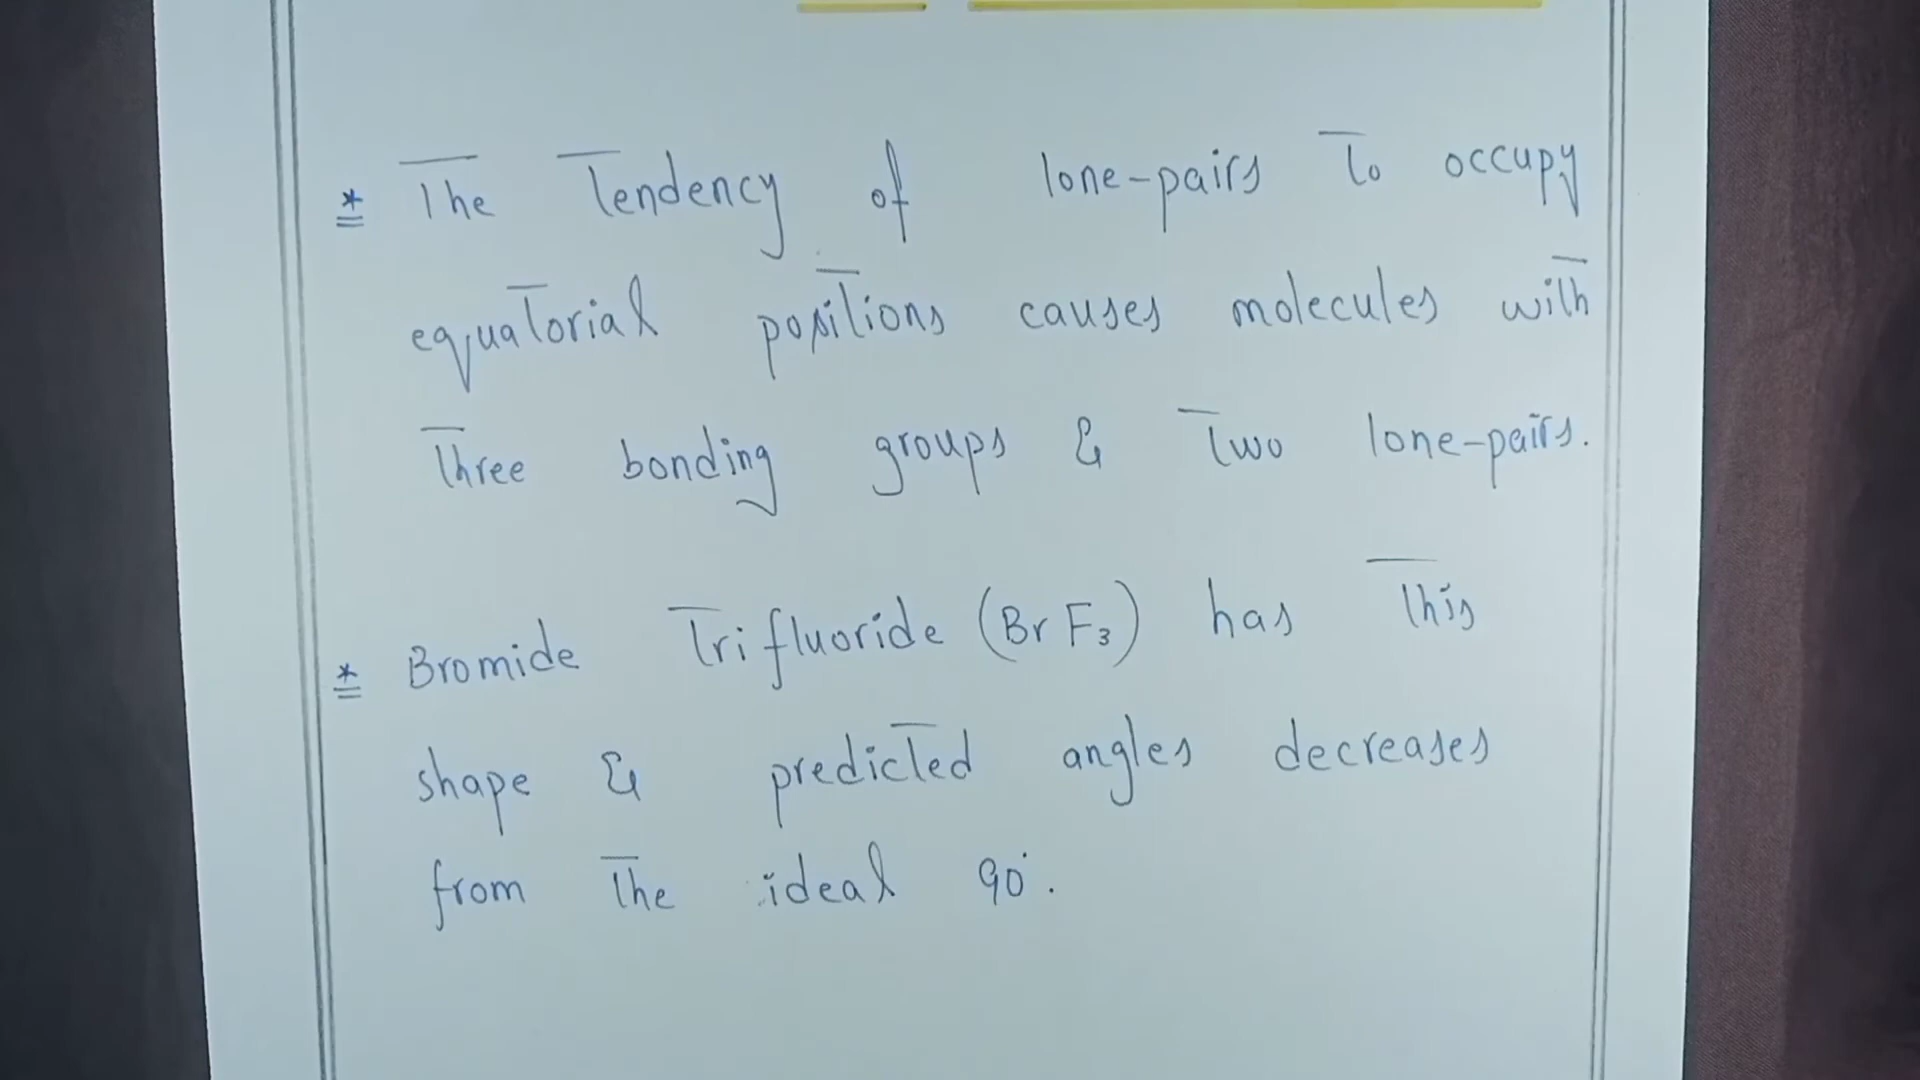 * The Tendency of lone-pairs To occupy
equatorial positions causes molecules with
Three bonding groups & Two lone-pairs.
* Bromide Trifluoride (BrF₃) has This
shape & predicted angles decreases
from The ideal 90°.